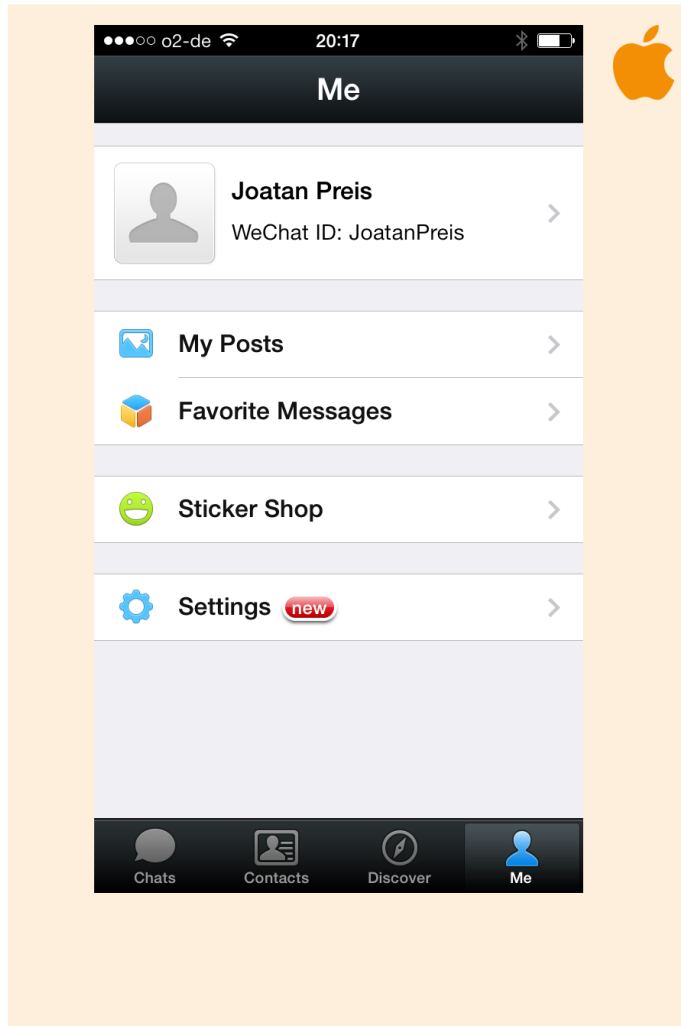 o2-de 20:17
Me
Joatan Preis
WeChat ID: JoatanPreis
My Posts
Favorite Messages
Sticker Shop
Settings new
Chats Contacts Discover Me